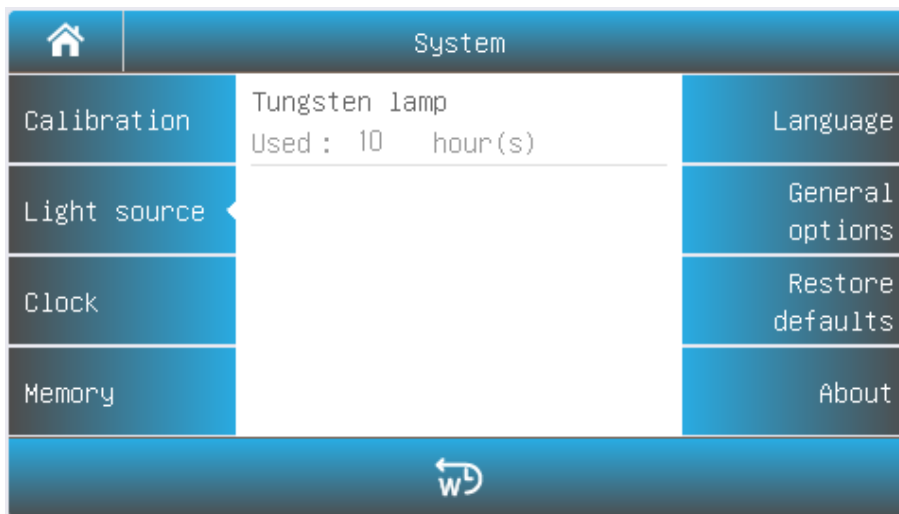 System
Calibration
Light source
Clock
Memory
Tungsten lamp
Used : 10 hour(s)
Language
General
options
Restore
defaults
About
W